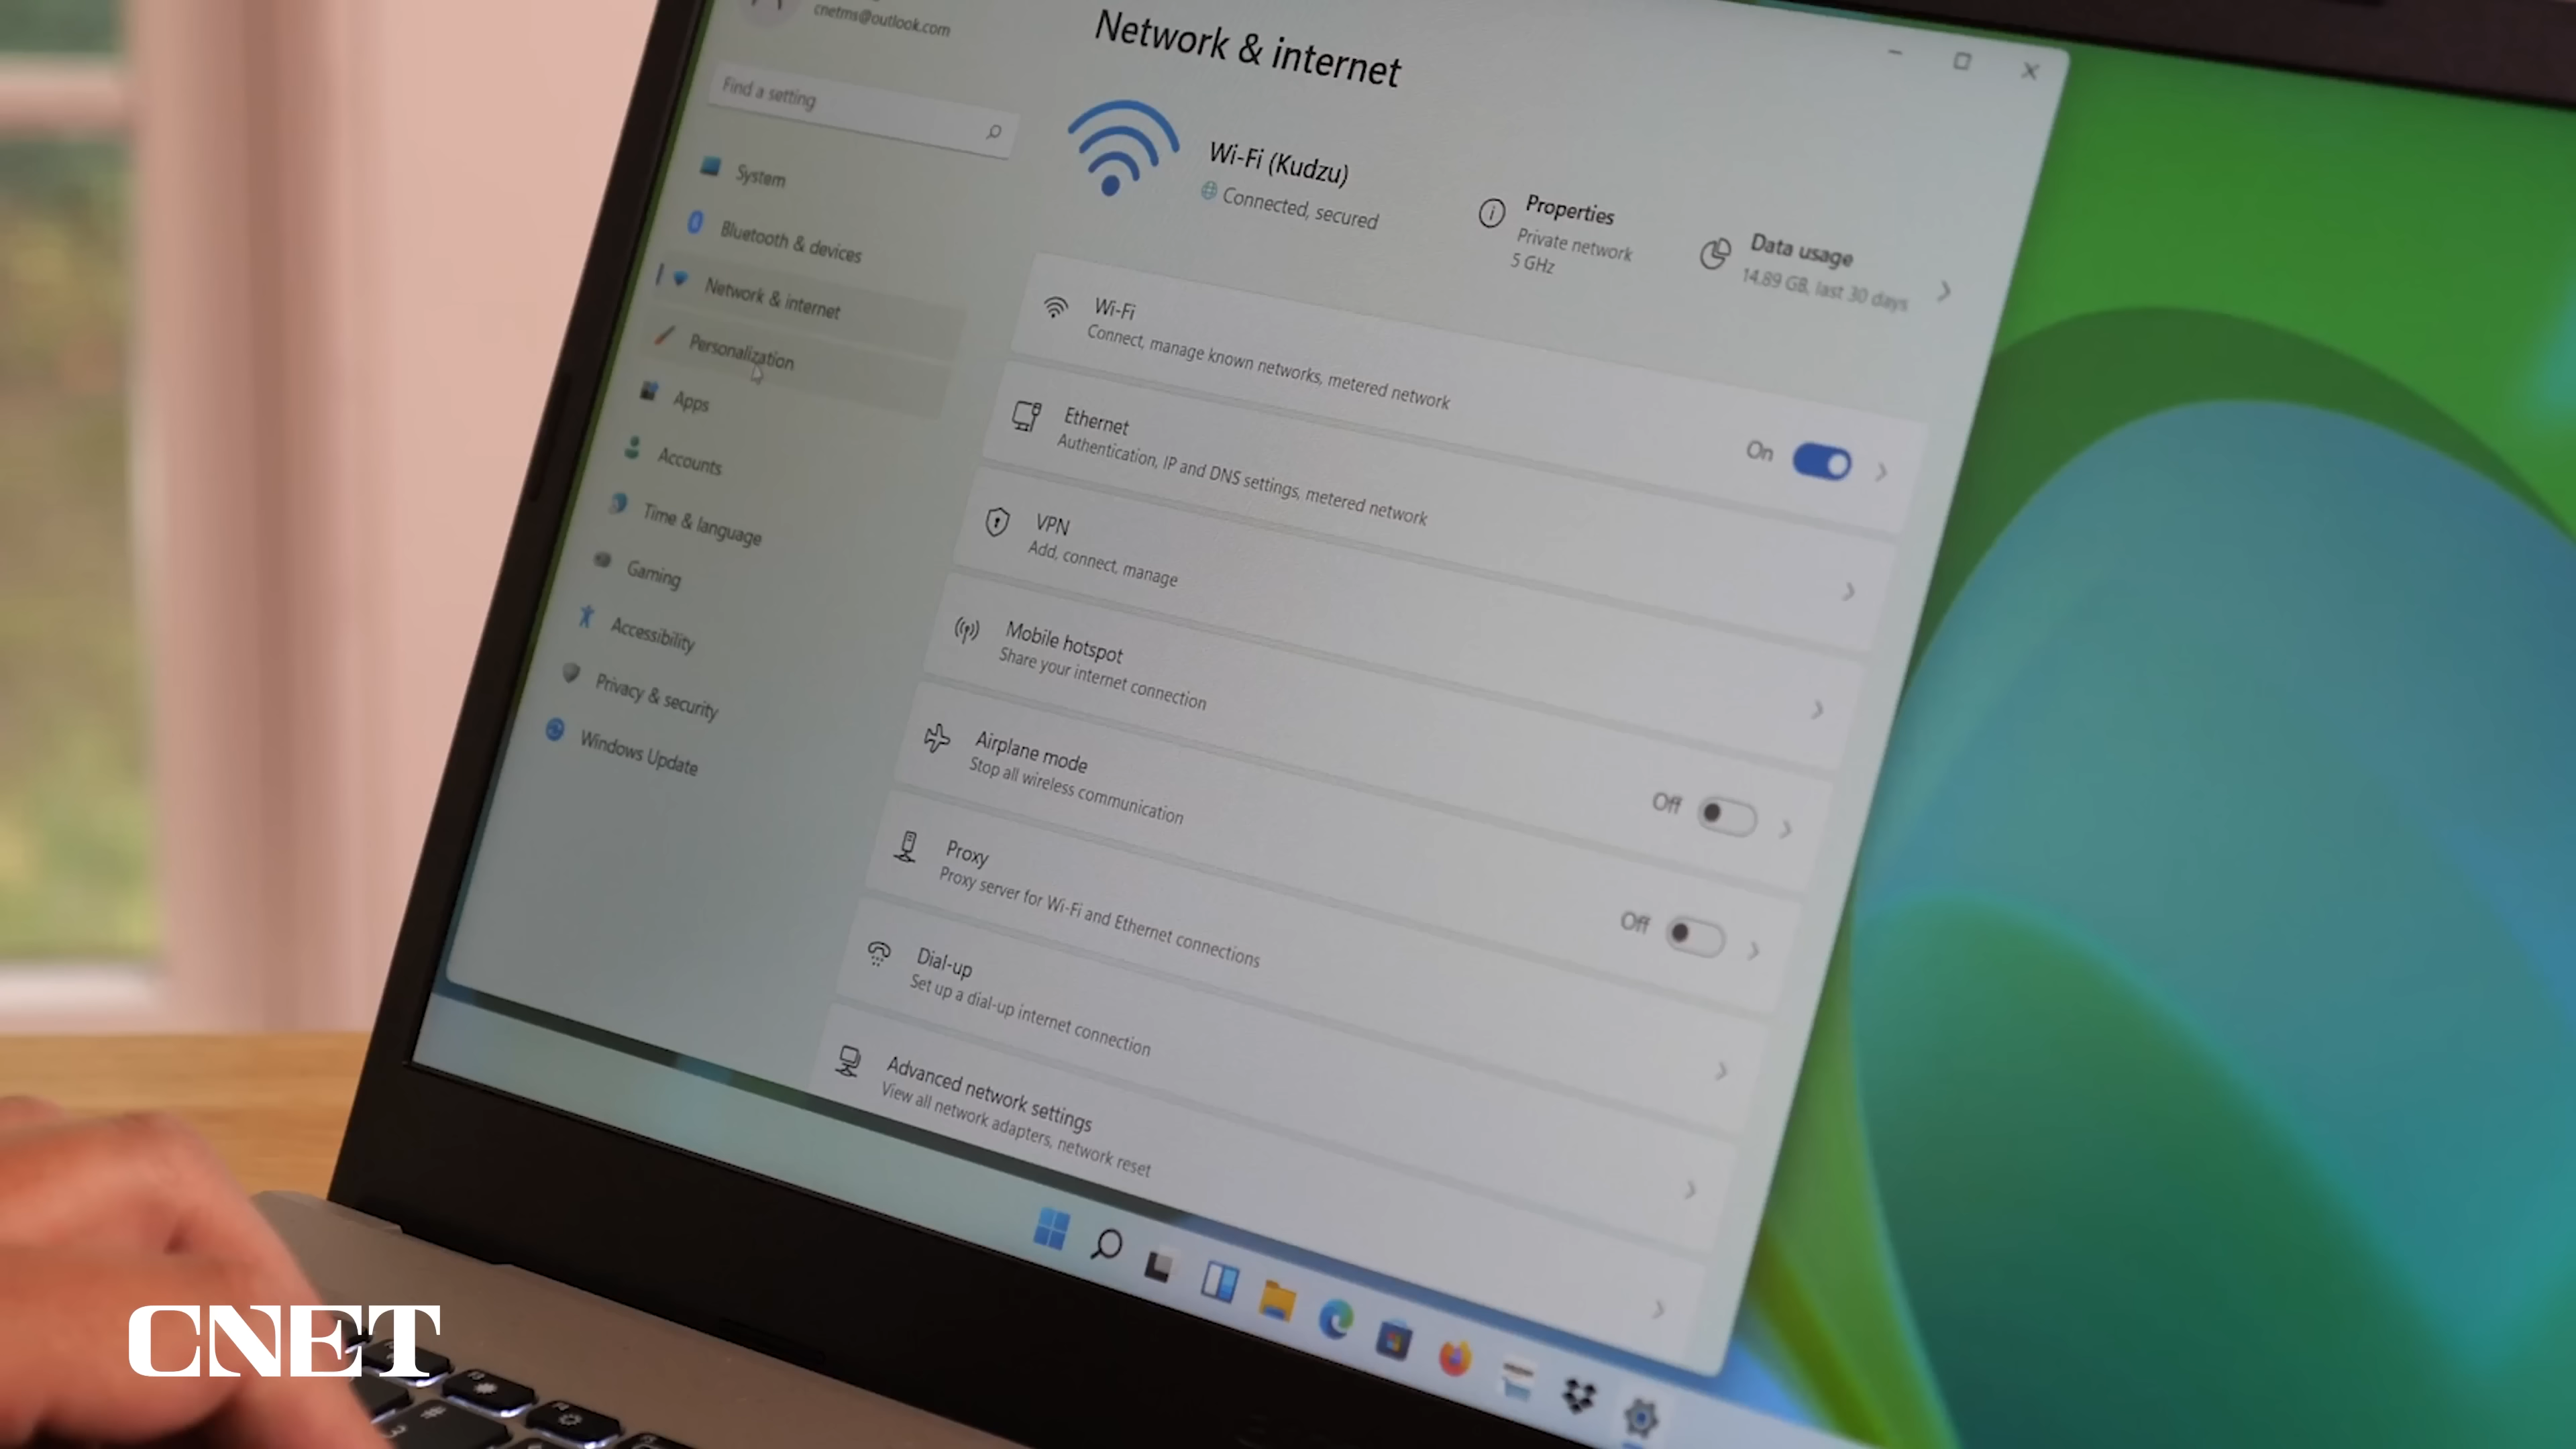 cnetms@outlook.com
Find a setting
System
Bluetooth & devices
Network & internet
Personalization
Apps
Accounts
Time & language
Gaming
Accessibility
Privacy & security
Windows Update
Network & internet
Wi-Fi (Kudzu)
Connected, secured
Properties
Private network
5 GHz
Data usage
14.89 GB, last 30 days
Wi-Fi
Connect, manage known networks, metered network
On
Ethernet
Authentication, IP and DNS settings, metered network
VPN
Add, connect, manage
Mobile hotspot
Share your internet connection
Off
Airplane mode
Stop all wireless communication
Off
Proxy
Proxy server for Wi-Fi and Ethernet connections
Dial-up
Set up a dial-up internet connection
Advanced network settings
View all network adapters, network reset
CNET